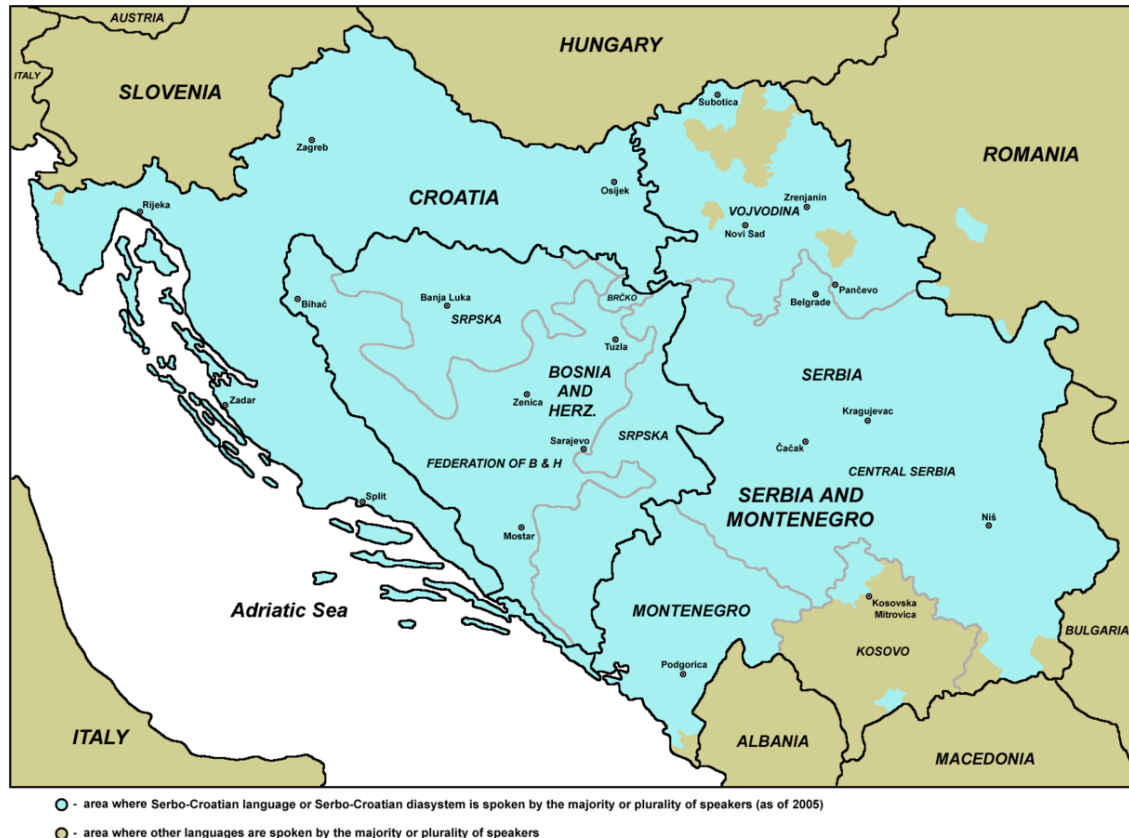 AUSTRIA
HUNGARY
ITALY
SLOVENIA
Subotica
Zagreb
ROMANIA
Osijek
CROATIA
Zrenjanin
VOJVODINA
Rijeka
Novi Sad
Pančevo
Belgrade
BRČKO
Bihać
Banja Luka
SRPSKA
Tuzla
BOSNIA
AND
HERZ.
SERBIA
Zenica
Zadar
Kragujevac
Čačak
SRPSKA
Sarajevo
FEDERATION OF B & H
CENTRAL SERBIA
SERBIA AND
MONTENEGRO
Split
Niš
Mostar
Adriatic Sea
MONTENEGRO
Kosovska
Mitrovica
BULGARIA
KOSOVO
Podgorica
ITALY
ALBANIA
MACEDONIA
- area where Serbo-Croatian language or Serbo-Croatian diasystem is spoken by the majority or plurality of speakers (as of 2005)
- area where other languages are spoken by the majority or plurality of speakers